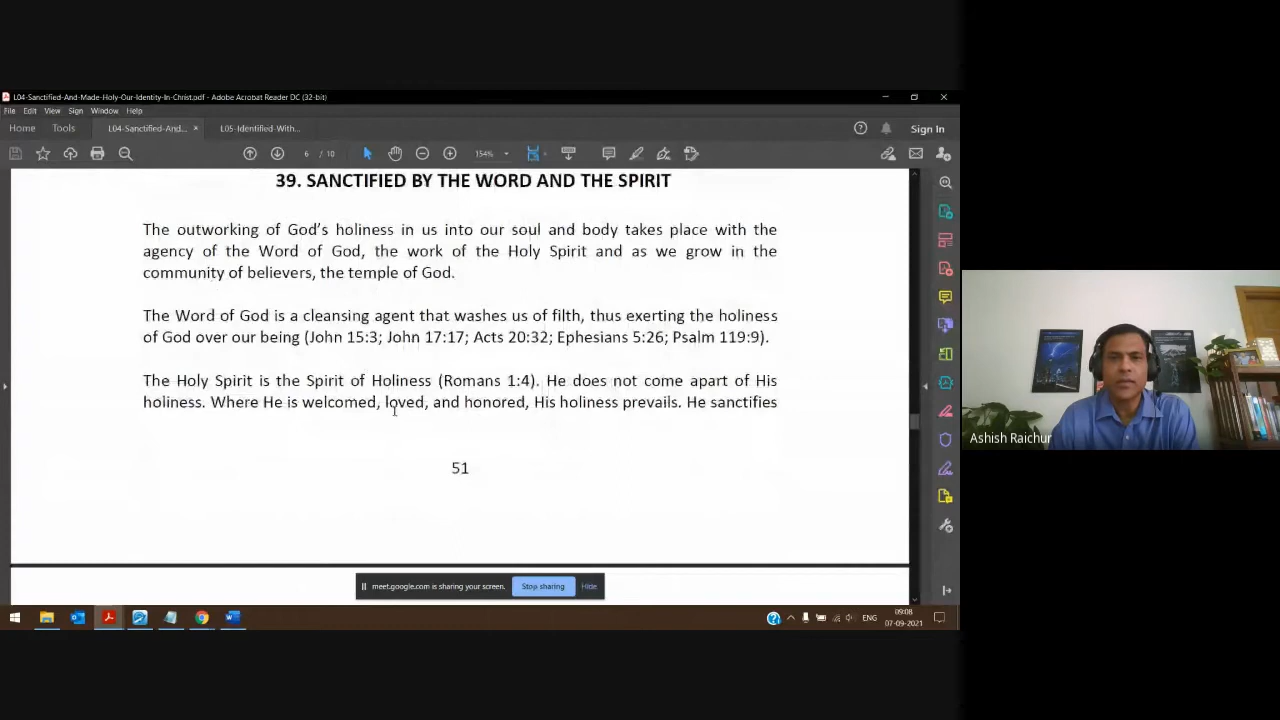 L04-Sanctified-And-Made-Holy-Our-Identity-In-Christ.pdf - Adobe Acrobat Reader DC (32-bit)
File Edit View Sign Window Help
Home Tools L04-Sanctified-And... × L05-Identified-With...
Sign In
6 / 10
154%
39. SANCTIFIED BY THE WORD AND THE SPIRIT
The outworking of God’s holiness in us into our soul and body takes place with the
agency of the Word of God, the work of the Holy Spirit and as we grow in the
community of believers, the temple of God.
The Word of God is a cleansing agent that washes us of filth, thus exerting the holiness
of God over our being (John 15:3; John 17:17; Acts 20:32; Ephesians 5:26; Psalm 119:9).
The Holy Spirit is the Spirit of Holiness (Romans 1:4). He does not come apart of His
holiness. Where He is welcomed, loved, and honored, His holiness prevails. He sanctifies
51
Ashish Raichur
meet.google.com is sharing your screen. Stop sharing Hide
ENG
09:08
07-09-2021